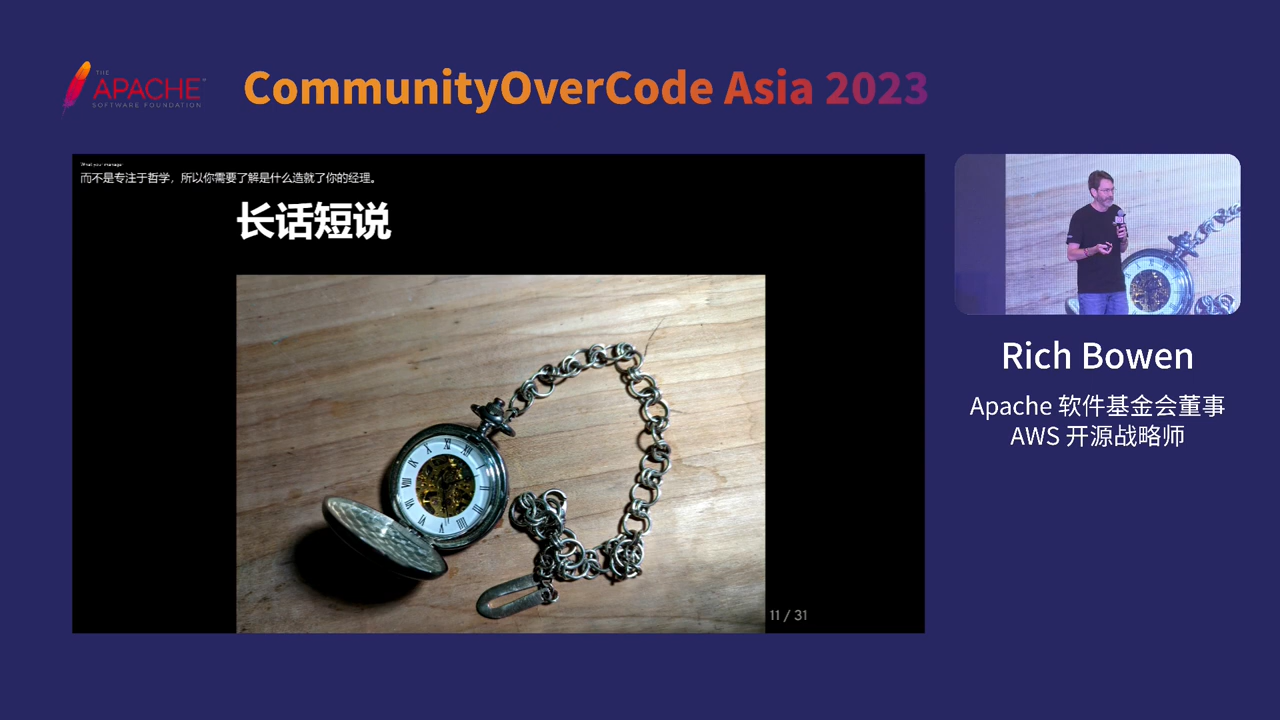 THE
APACHE
SOFTWARE FOUNDATION
CommunityOverCode Asia 2023
What your manager
而不是专注于哲学，所以你需要了解是什么造就了你的经理。
长话短说
11 / 31
Rich Bowen
Apache 软件基金会董事
AWS 开源战略师